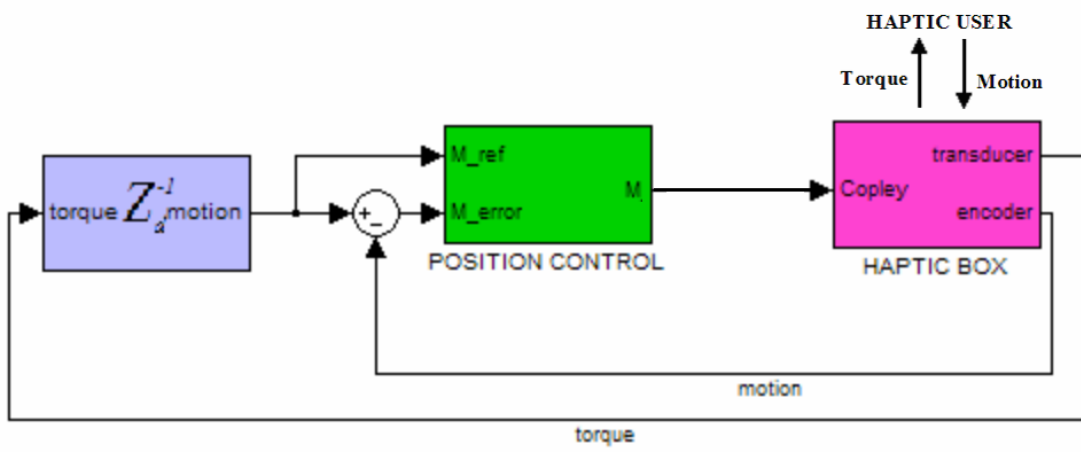 HAPTIC USER
Torque
Motion
M_ref
transducer
torque Z_a^-1 motion
M
Copley
+
−
M_error
encoder
POSITION CONTROL
HAPTIC BOX
motion
torque